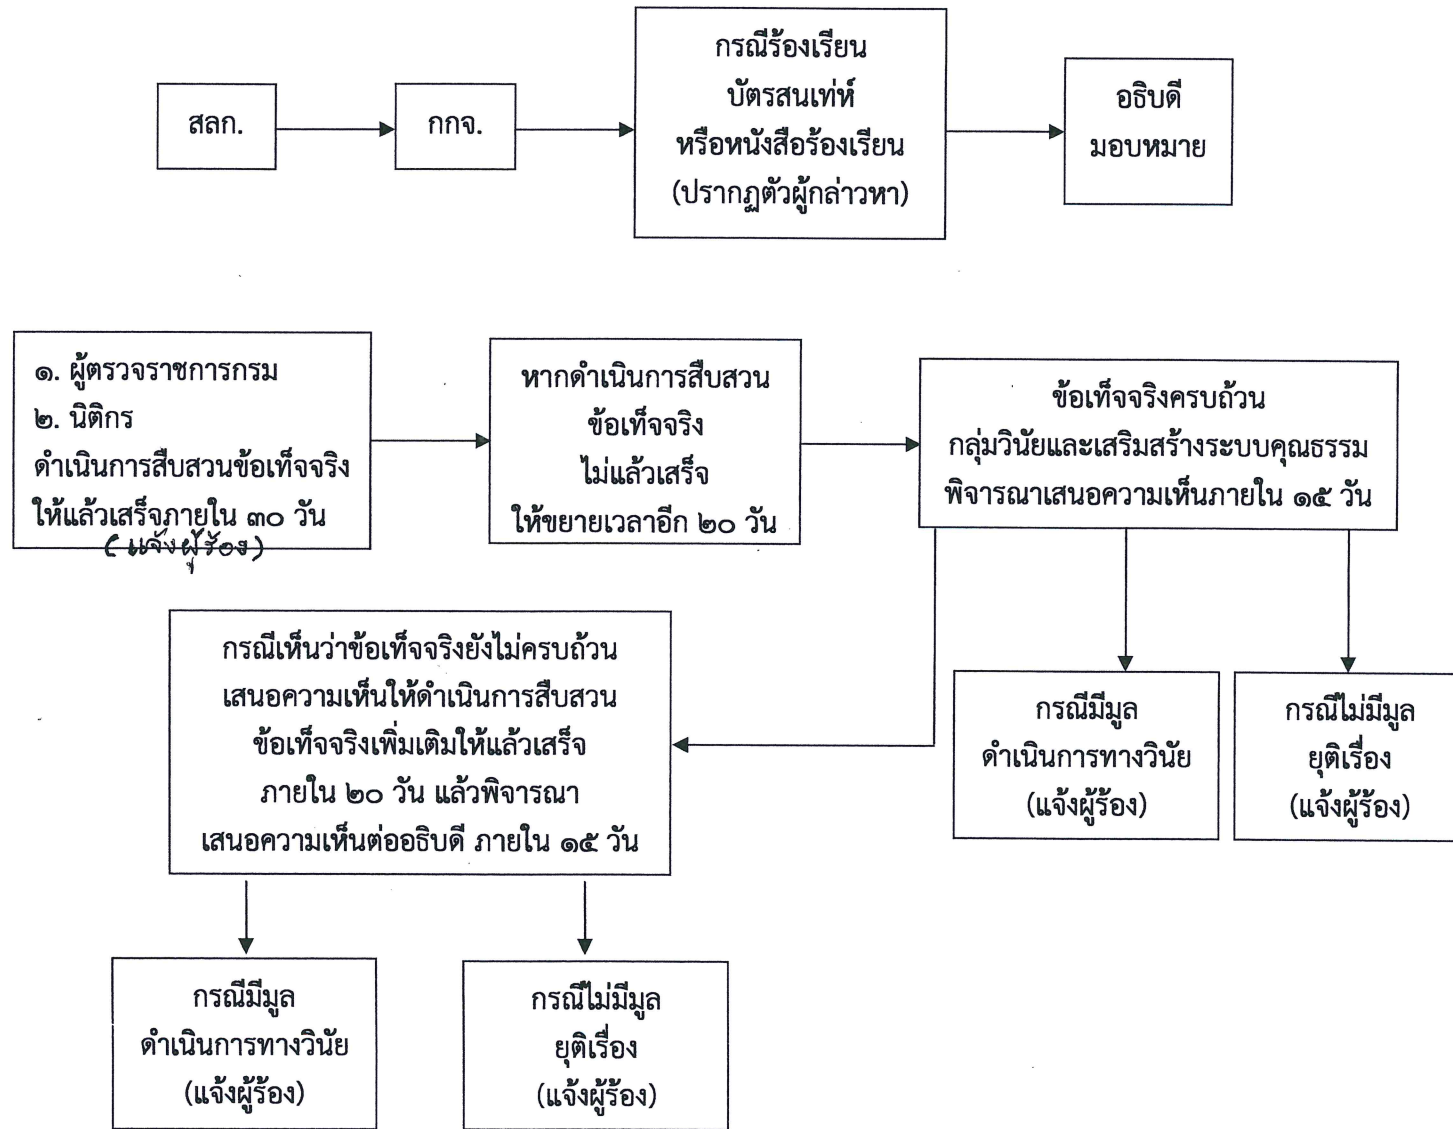 สลก.
กกจ.
กรณีร้องเรียน
บัตรสนเท่ห์
หรือหนังสือร้องเรียน
(ปรากฏตัวผู้กล่าวหา)
อธิบดี
มอบหมาย
๑. ผู้ตรวจราชการกรม
๒. นิติกร
ดำเนินการสืบสวนข้อเท็จจริง
ให้แล้วเสร็จภายใน ๓๐ วัน
(แจ้งผู้ร้อง)
หากดำเนินการสืบสวน
ข้อเท็จจริง
ไม่แล้วเสร็จ
ให้ขยายเวลาอีก ๒๐ วัน
ข้อเท็จจริงครบถ้วน
กลุ่มวินัยและเสริมสร้างระบบคุณธรรม
พิจารณาเสนอความเห็นภายใน ๑๕ วัน
กรณีเห็นว่าข้อเท็จจริงยังไม่ครบถ้วน
เสนอความเห็นให้ดำเนินการสืบสวน
ข้อเท็จจริงเพิ่มเติมให้แล้วเสร็จ
ภายใน ๒๐ วัน แล้วพิจารณา
เสนอความเห็นต่ออธิบดี ภายใน ๑๕ วัน
กรณีมีมูล
ดำเนินการทางวินัย
(แจ้งผู้ร้อง)
กรณีไม่มีมูล
ยุติเรื่อง
(แจ้งผู้ร้อง)
กรณีมีมูล
ดำเนินการทางวินัย
(แจ้งผู้ร้อง)
กรณีไม่มีมูล
ยุติเรื่อง
(แจ้งผู้ร้อง)